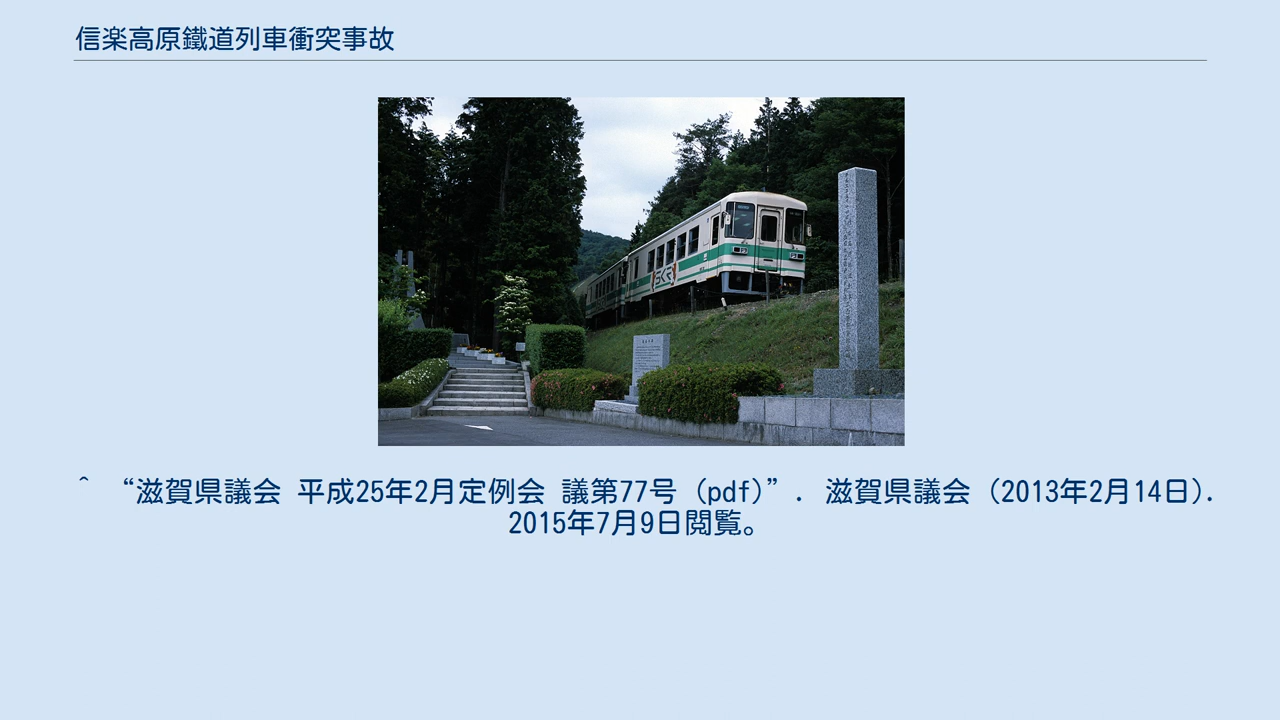 信楽高原鐵道列車衝突事故
^ “滋賀県議会 平成25年2月定例会 議第77号（pdf）”. 滋賀県議会 (2013年2月14日).
2015年7月9日閲覧。